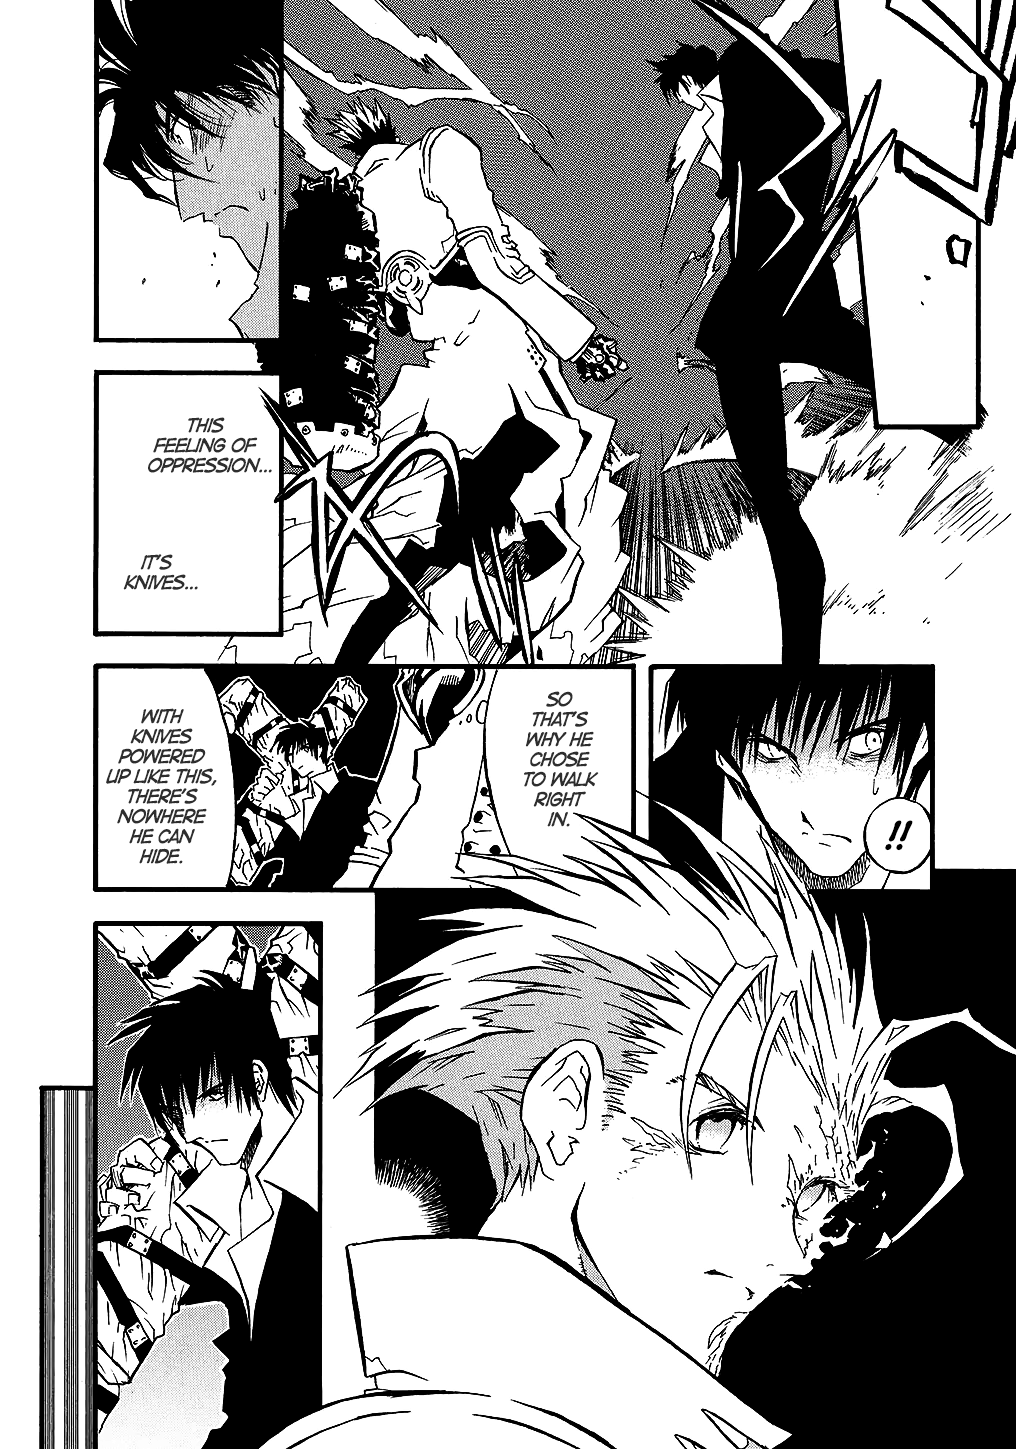 THIS
FEELING OF
OPPRESSION...
IT'S
KNIVES...
!!
SO
THAT'S
WHY HE
CHOSE
TO WALK
RIGHT
IN.
WITH
KNIVES
POWERED
UP LIKE THIS,
THERE'S
NOWHERE
HE CAN
HIDE.